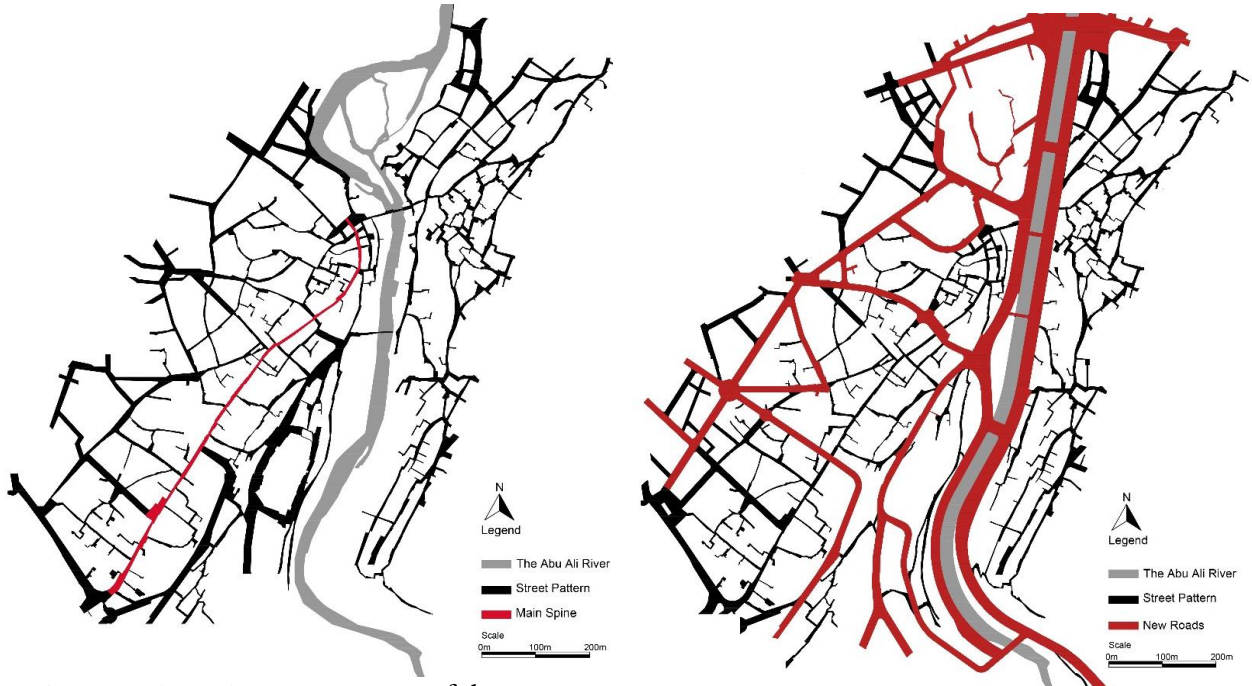 N
Legend
The Abu Ali River
Street Pattern
Main Spine
Scale
0m 100m 200m
N
Legend
The Abu Ali River
Street Pattern
New Roads
Scale
0m 100m 200m